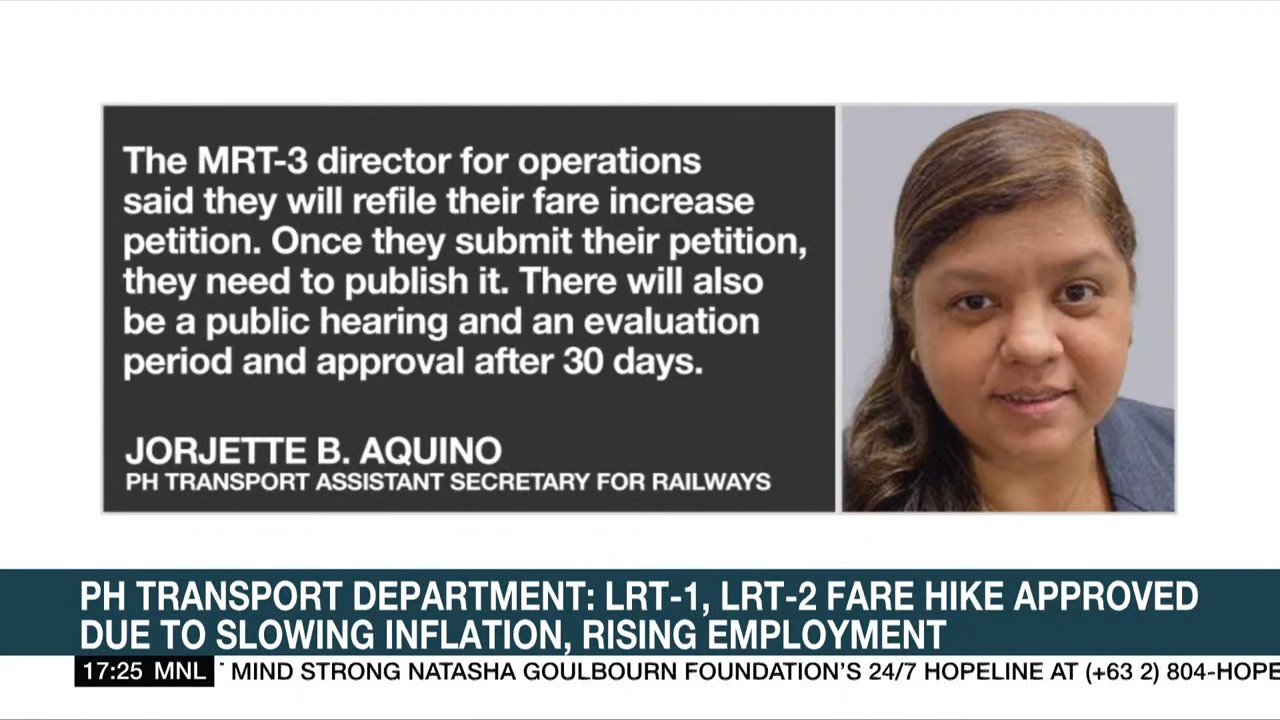 The MRT-3 director for operations
said they will refile their fare increase
petition. Once they submit their petition,
they need to publish it. There will also
be a public hearing and an evaluation
period and approval after 30 days.
JORJETTE B. AQUINO
PH TRANSPORT ASSISTANT SECRETARY FOR RAILWAYS
PH TRANSPORT DEPARTMENT: LRT-1, LRT-2 FARE HIKE APPROVED
DUE TO SLOWING INFLATION, RISING EMPLOYMENT
17:25 MNL MIND STRONG NATASHA GOULBOURN FOUNDATION'S 24/7 HOPELINE AT (+63 2) 804-HOPE